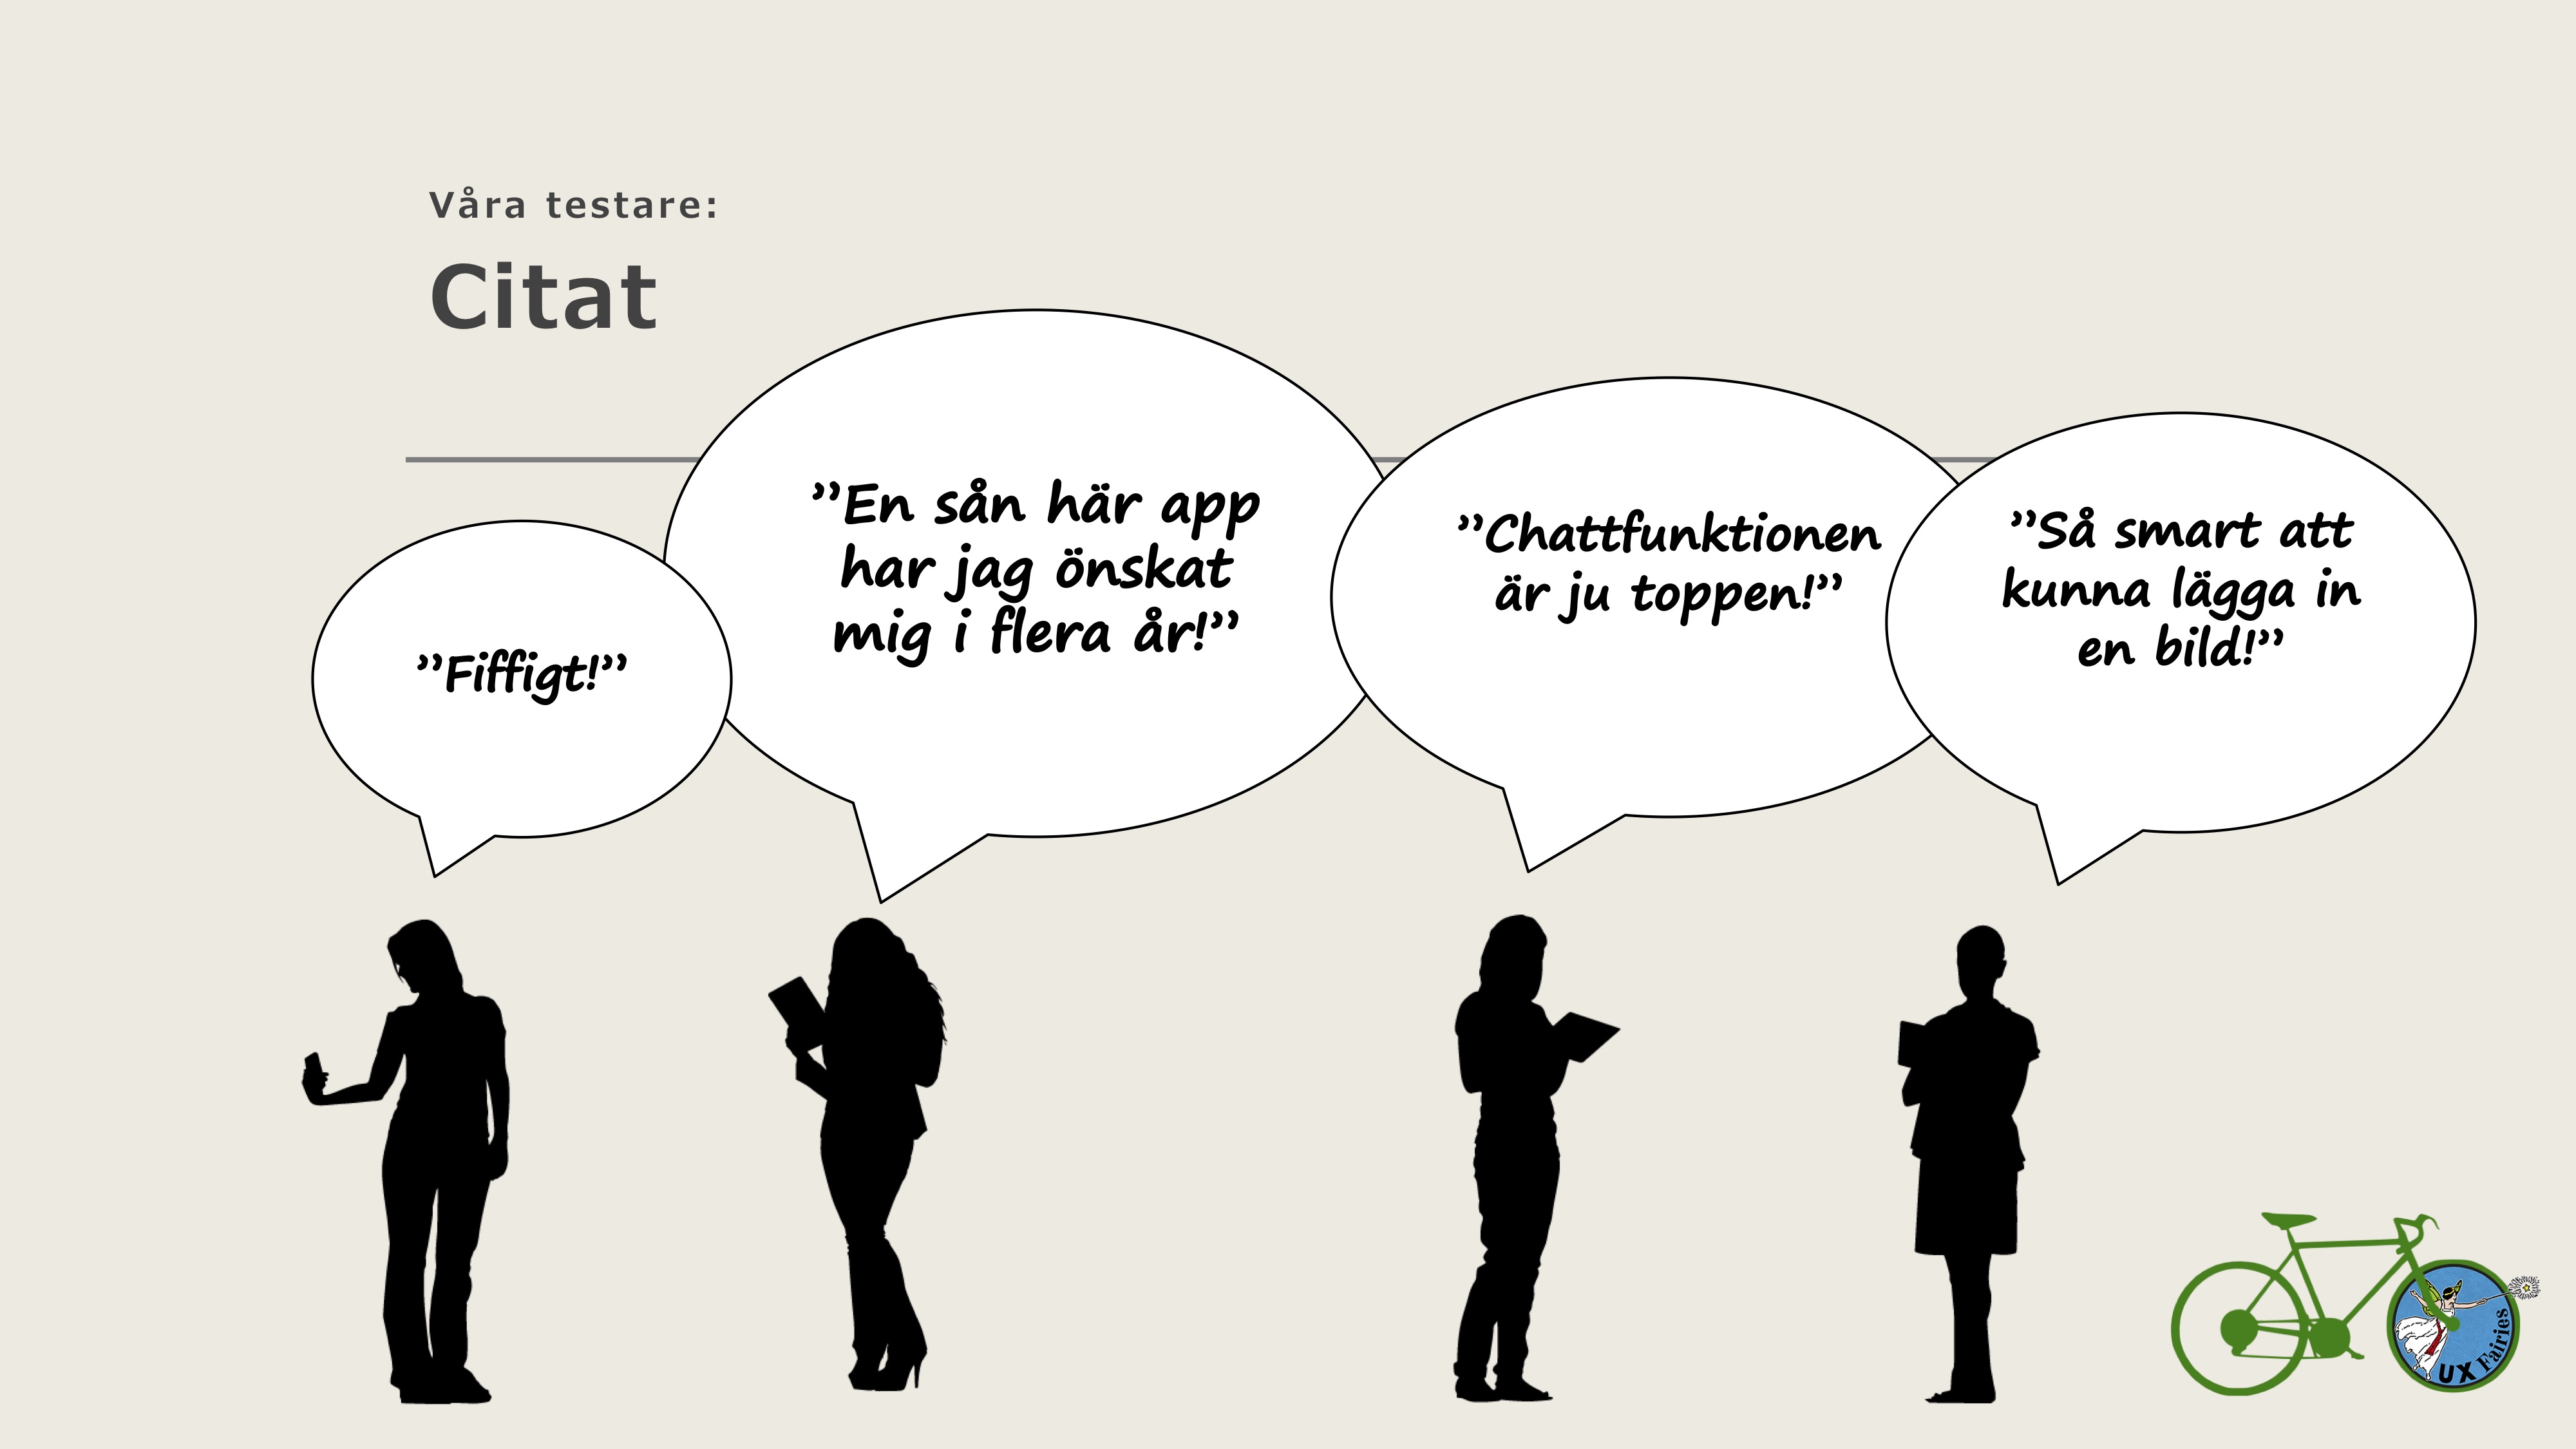 Våra testare:
Citat
”En sån här app
har jag önskat
mig i flera år!”
”Chattfunktionen
är ju toppen!”
”Så smart att
kunna lägga in
en bild!”
”Fiffigt!”
UX Fairies